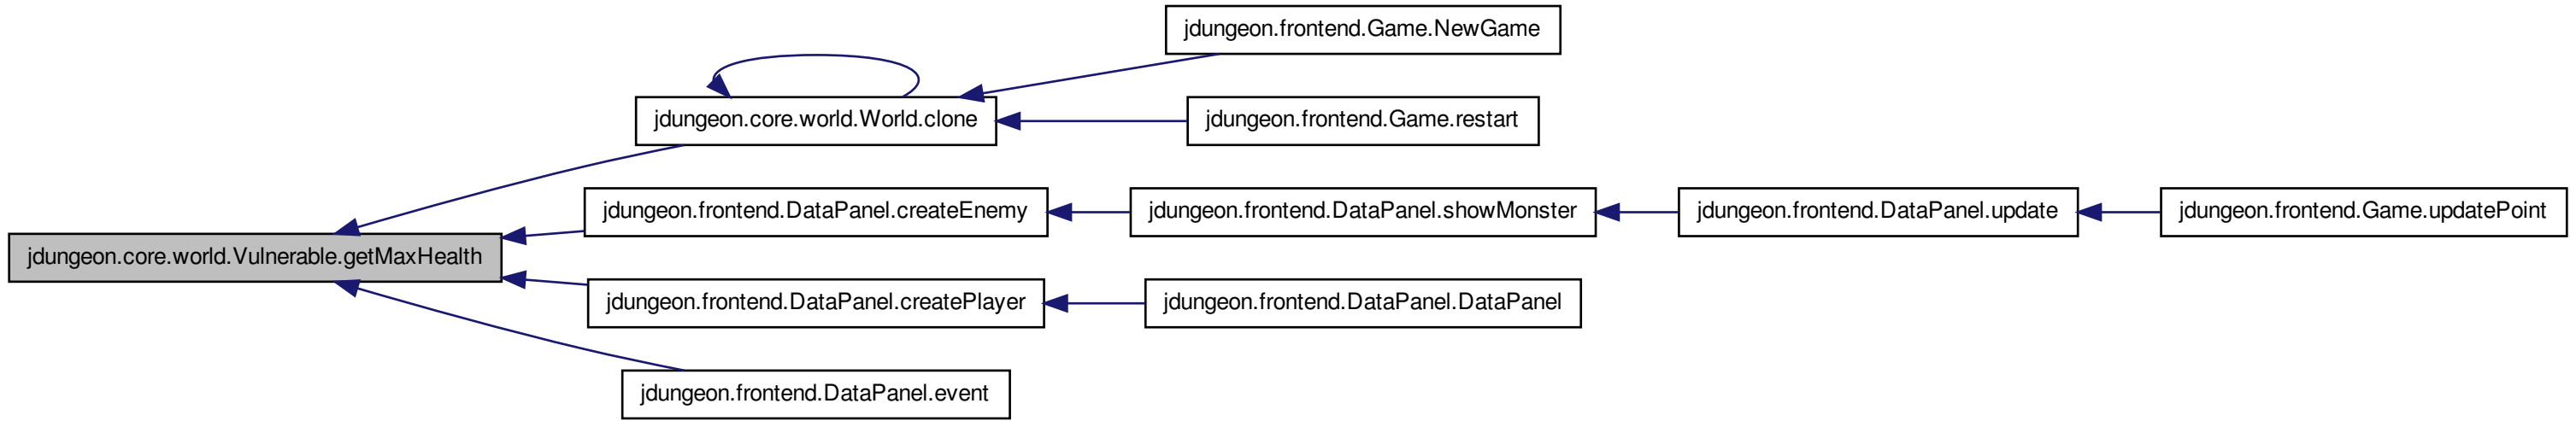 jdungeon.frontend.Game.NewGame
jdungeon.core.world.World.clone
jdungeon.frontend.Game.restart
jdungeon.frontend.DataPanel.createEnemy
jdungeon.frontend.DataPanel.showMonster
jdungeon.frontend.DataPanel.update
jdungeon.frontend.Game.updatePoint
jdungeon.core.world.Vulnerable.getMaxHealth
jdungeon.frontend.DataPanel.createPlayer
jdungeon.frontend.DataPanel.DataPanel
jdungeon.frontend.DataPanel.event